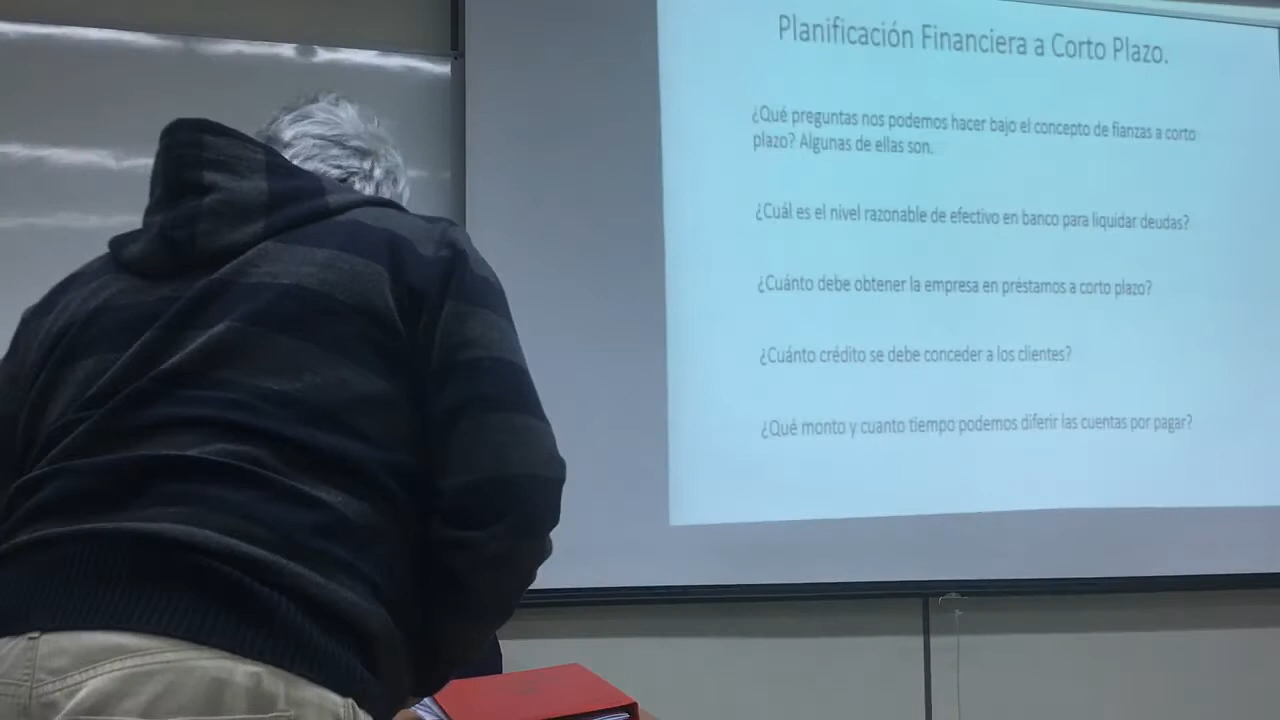 Planificación Financiera a Corto Plazo.
¿Qué preguntas nos podemos hacer bajo el concepto de fianzas a corto
plazo? Algunas de ellas son.
¿Cuál es el nivel razonable de efectivo en banco para liquidar deudas?
¿Cuánto debe obtener la empresa en préstamos a corto plazo?
¿Cuánto crédito se debe conceder a los clientes?
¿Qué monto y cuanto tiempo podemos diferir las cuentas por pagar?